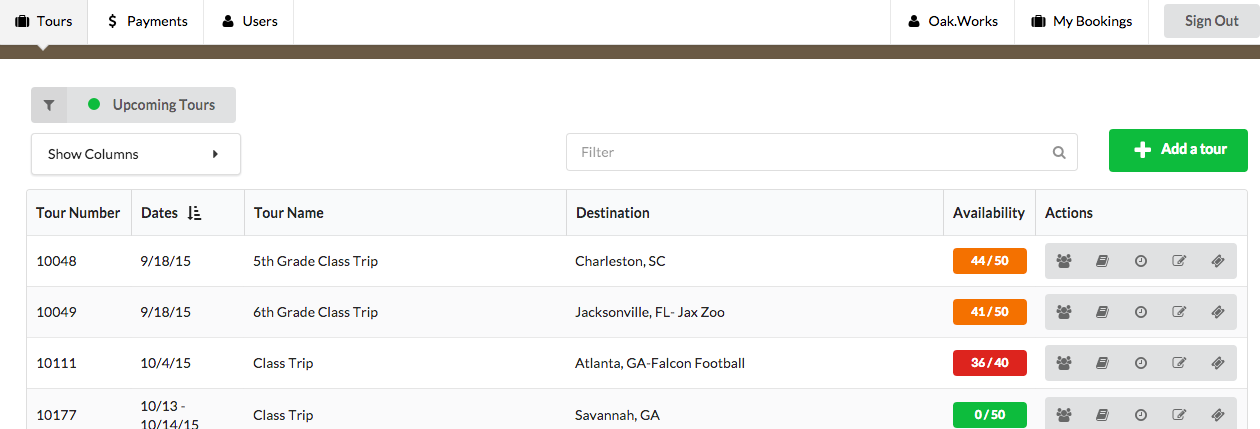 Tours $ Payments Users Oak.Works My Bookings Sign Out
Upcoming Tours
Show Columns Filter Add a tour
Tour Number Dates Tour Name Destination Availability Actions
10048 9/18/15 5th Grade Class Trip Charleston, SC 44 / 50
10049 9/18/15 6th Grade Class Trip Jacksonville, FL- Jax Zoo 41 / 50
10111 10/4/15 Class Trip Atlanta, GA-Falcon Football 36 / 40
10177 10/13 - Class Trip Savannah, GA 0 / 50
10/14/15